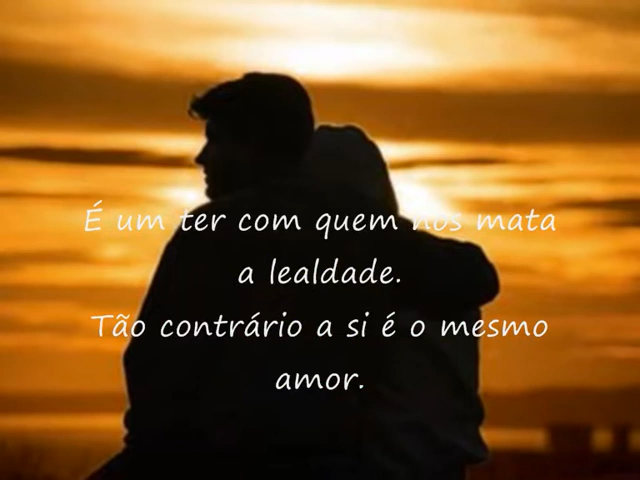 É um ter com quem nos mata
a lealdade.
Tão contrário a si é o mesmo
amor.